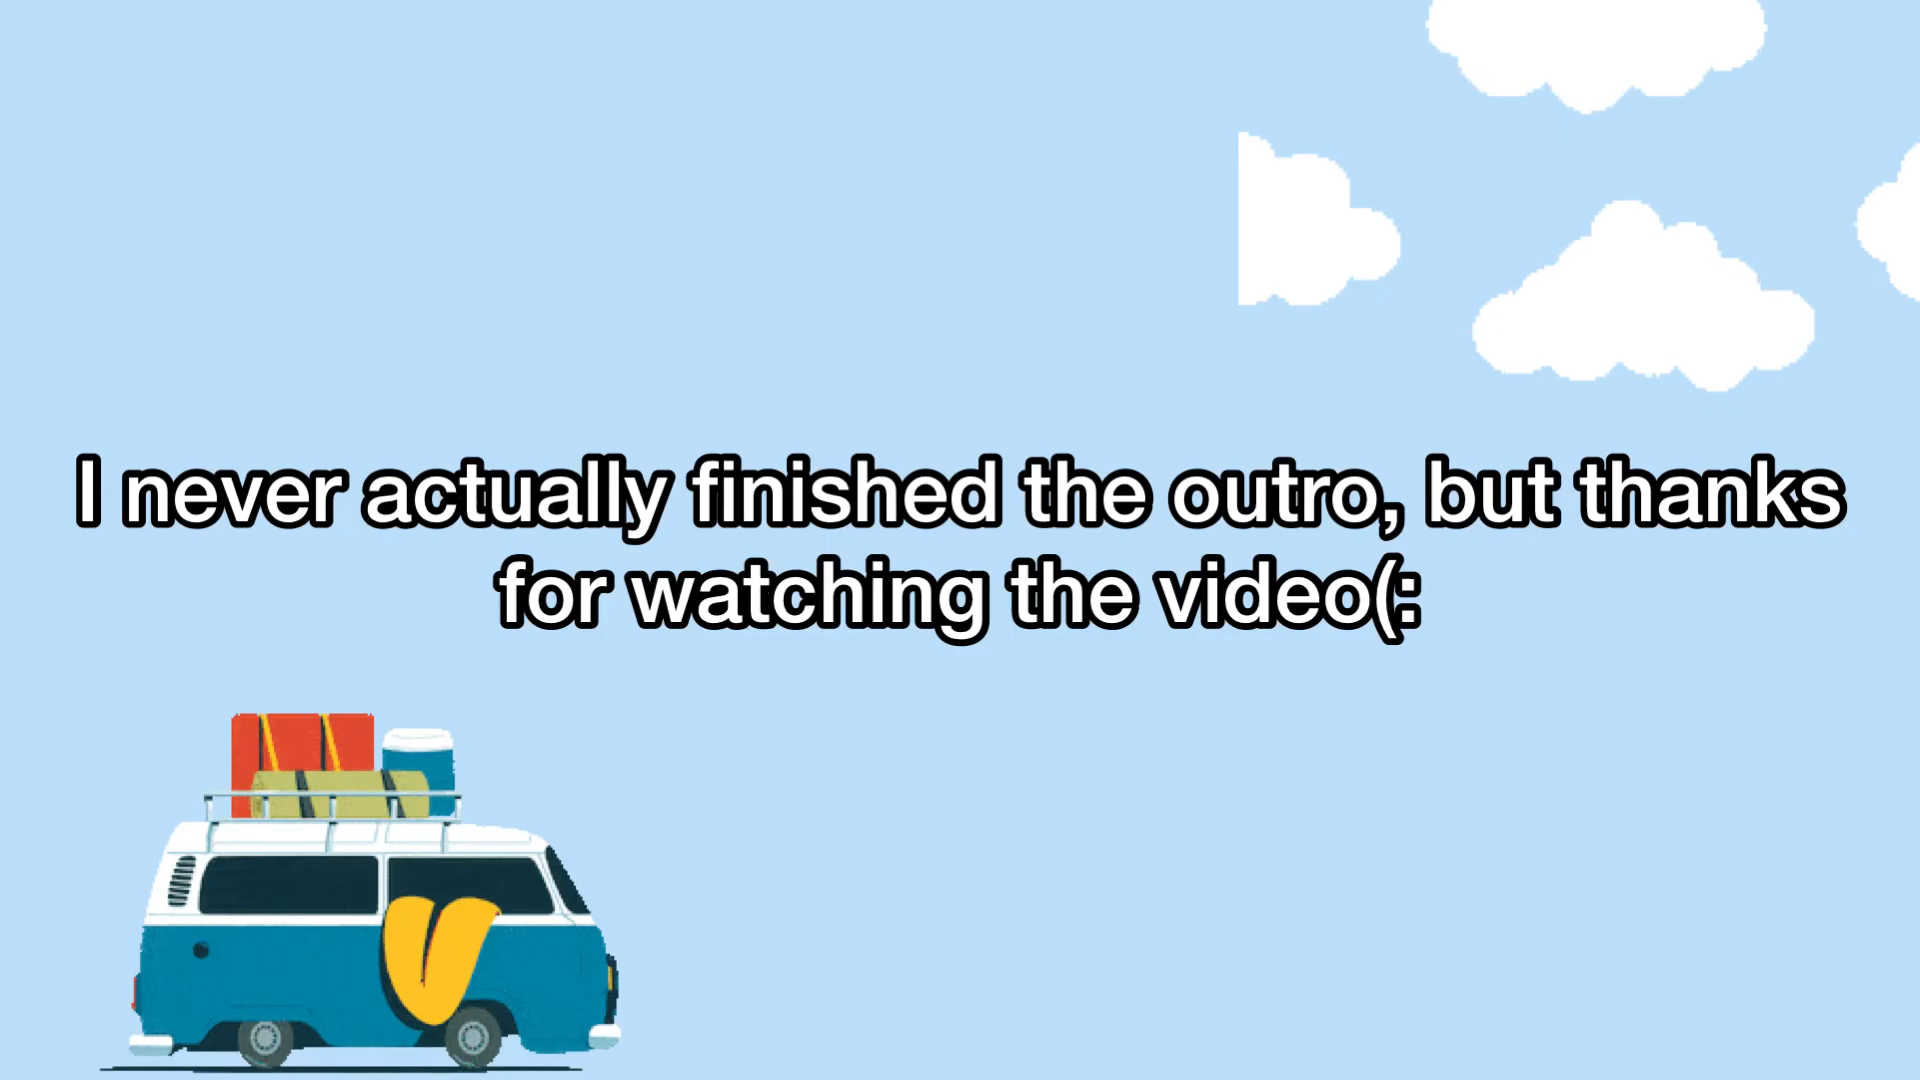 I never actually finished the outro, but thanks
for watching the video(:
V